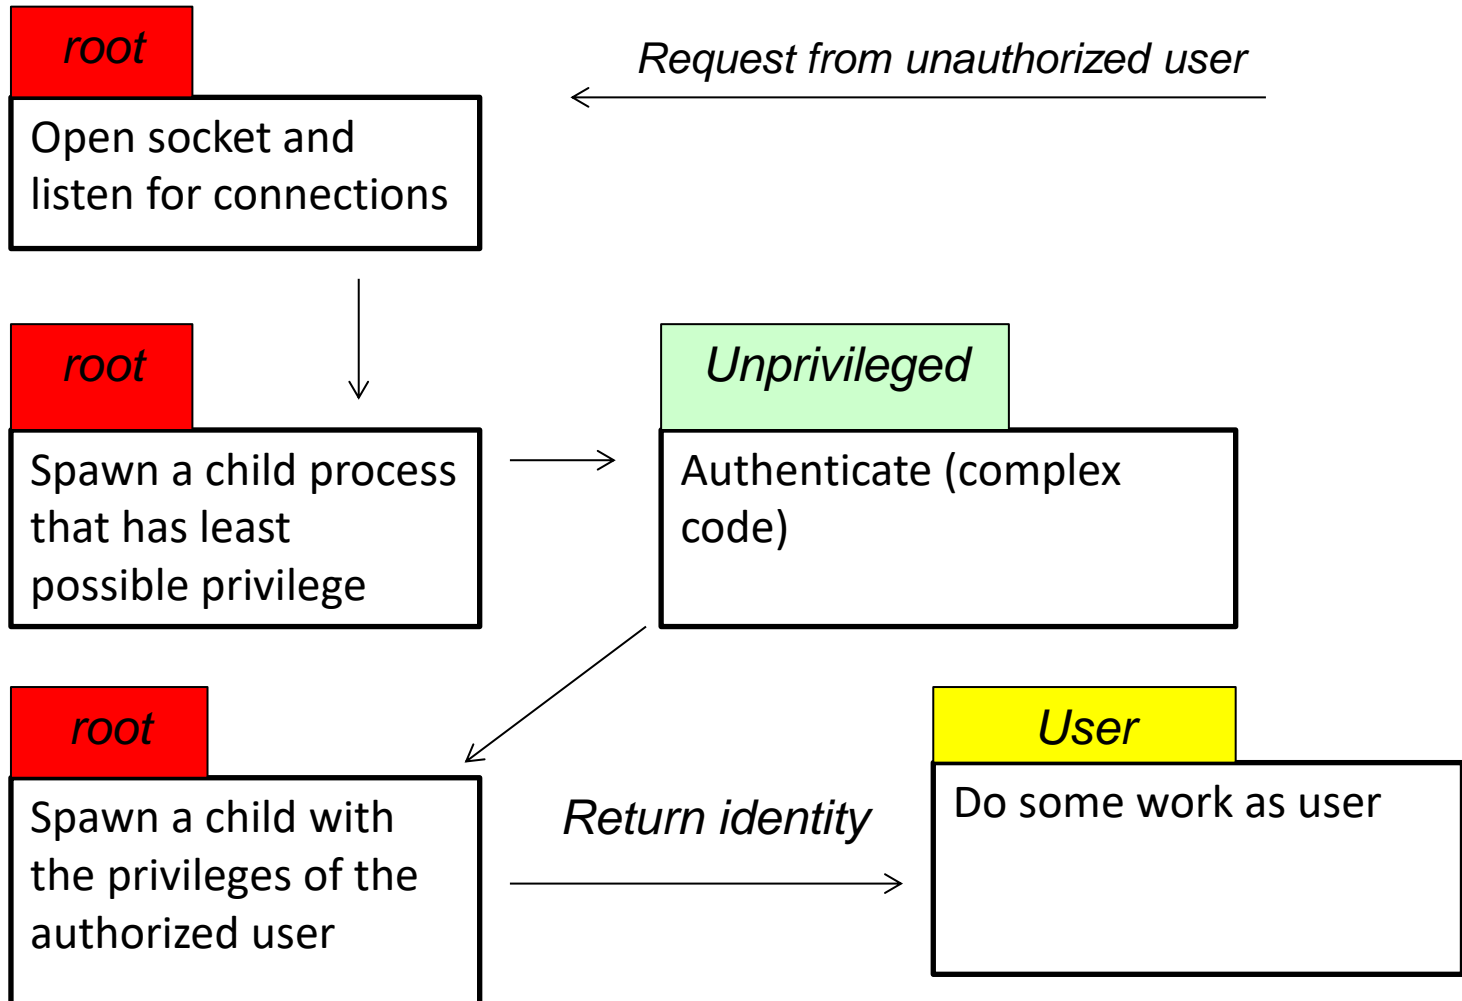 root
Request from unauthorized user
Open socket and
listen for connections
root
Unprivileged
Spawn a child process
that has least
possible privilege
Authenticate (complex
code)
root
User
Spawn a child with
the privileges of the
authorized user
Return identity
Do some work as user